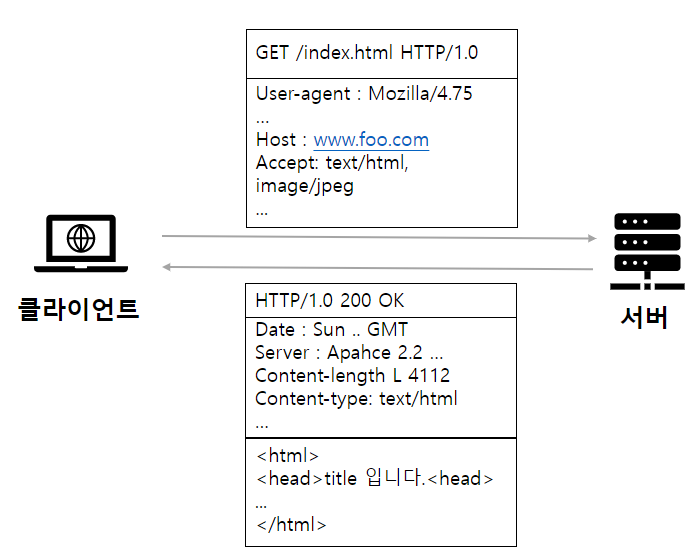 GET /index.html HTTP/1.0
User-agent : Mozilla/4.75
...
Host : www.foo.com
Accept: text/html,
image/jpeg
...
클라이언트
서버
HTTP/1.0 200 OK
Date : Sun .. GMT
Server : Apahce 2.2 ...
Content-length L 4112
Content-type: text/html
...
<html>
<head>title 입니다.<head>
...
</html>